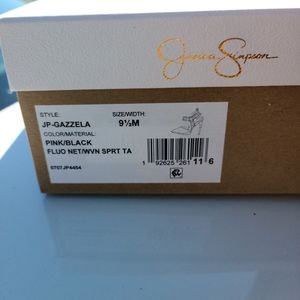 Jessica Simpson
STYLE: SIZE/WIDTH:
JP-GAZZELA 9½M
COLOR/MATERIAL:
PINK/BLACK
FLUO NET/WVN SPRT TA
1 92625 261 11 6
0T07JP4454